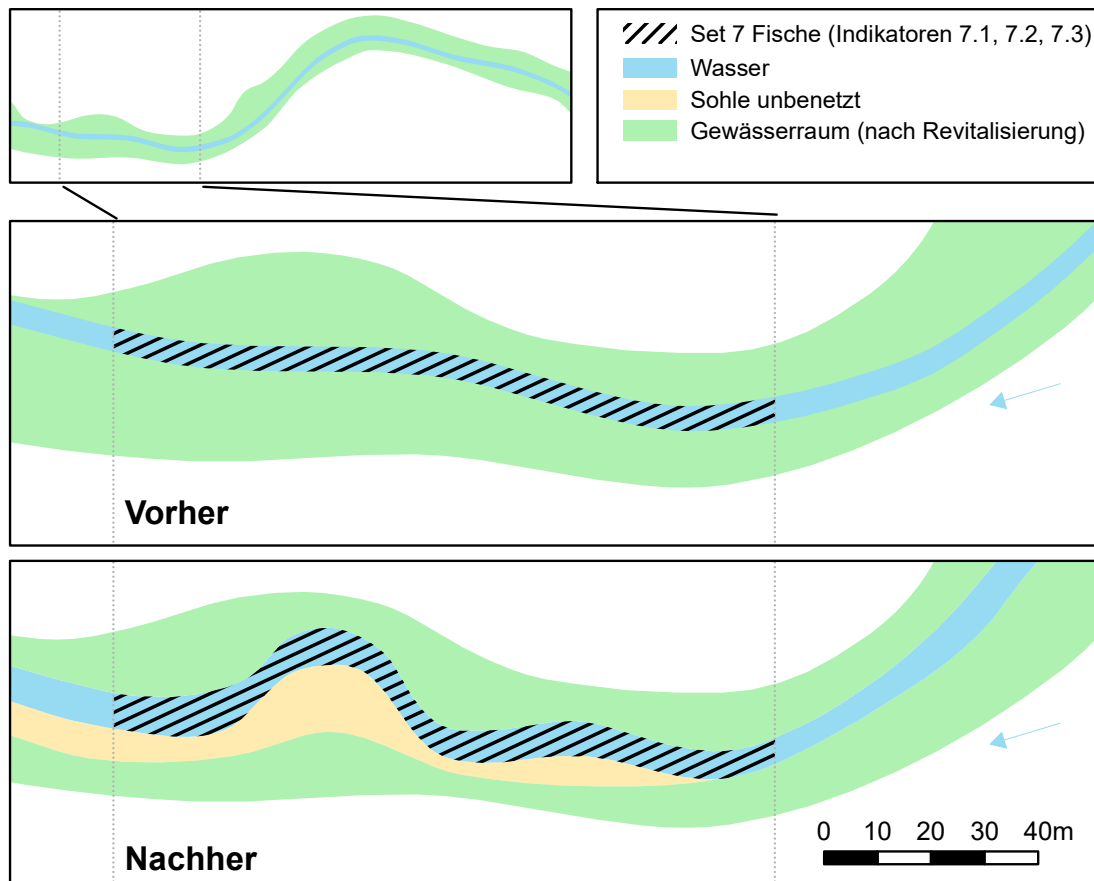 Set 7 Fische (Indikatoren 7.1, 7.2, 7.3)
Wasser
Sohle unbenetzt
Gewässerraum (nach Revitalisierung)
Vorher
Nachher
0 10 20 30 40m